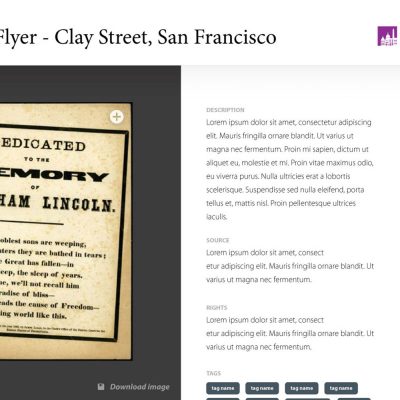 Flyer - Clay Street, San Francisco
EDICATED
TO THE
EMORY
OF
HAM LINCOLN.
oblest sons are weeping,
ters they are bathed in tears ;
e Great has fallen—in
eep, the sleep of years.
ne, we'll not recall him
radise of bliss—
eads the cause of Freedom—
ng world like this.
Download image
DESCRIPTION
Lorem ipsum dolor sit amet, consectetur adipiscing
elit. Mauris fringilla ornare blandit. Ut varius ut
magna nec fermentum. Proin mi sapien, dictum ut
aliquet eu, molestie et mi. Proin vitae maximus odio,
eu viverra purus. Nulla ultricies erat a lobortis
scelerisque. Suspendisse sed nulla eleifend, porta
tellus et, mattis nisl. Proin pellentesque ultrices
iaculis.
SOURCE
Lorem ipsum dolor sit amet, consect
etur adipiscing elit. Mauris fringilla ornare blandit. Ut
varius ut magna nec fermentum.
RIGHTS
Lorem ipsum dolor sit amet, consect
etur adipiscing elit. Mauris fringilla ornare blandit. Ut
varius ut magna nec fermentum.
TAGS
tag name tag name tag name tag name